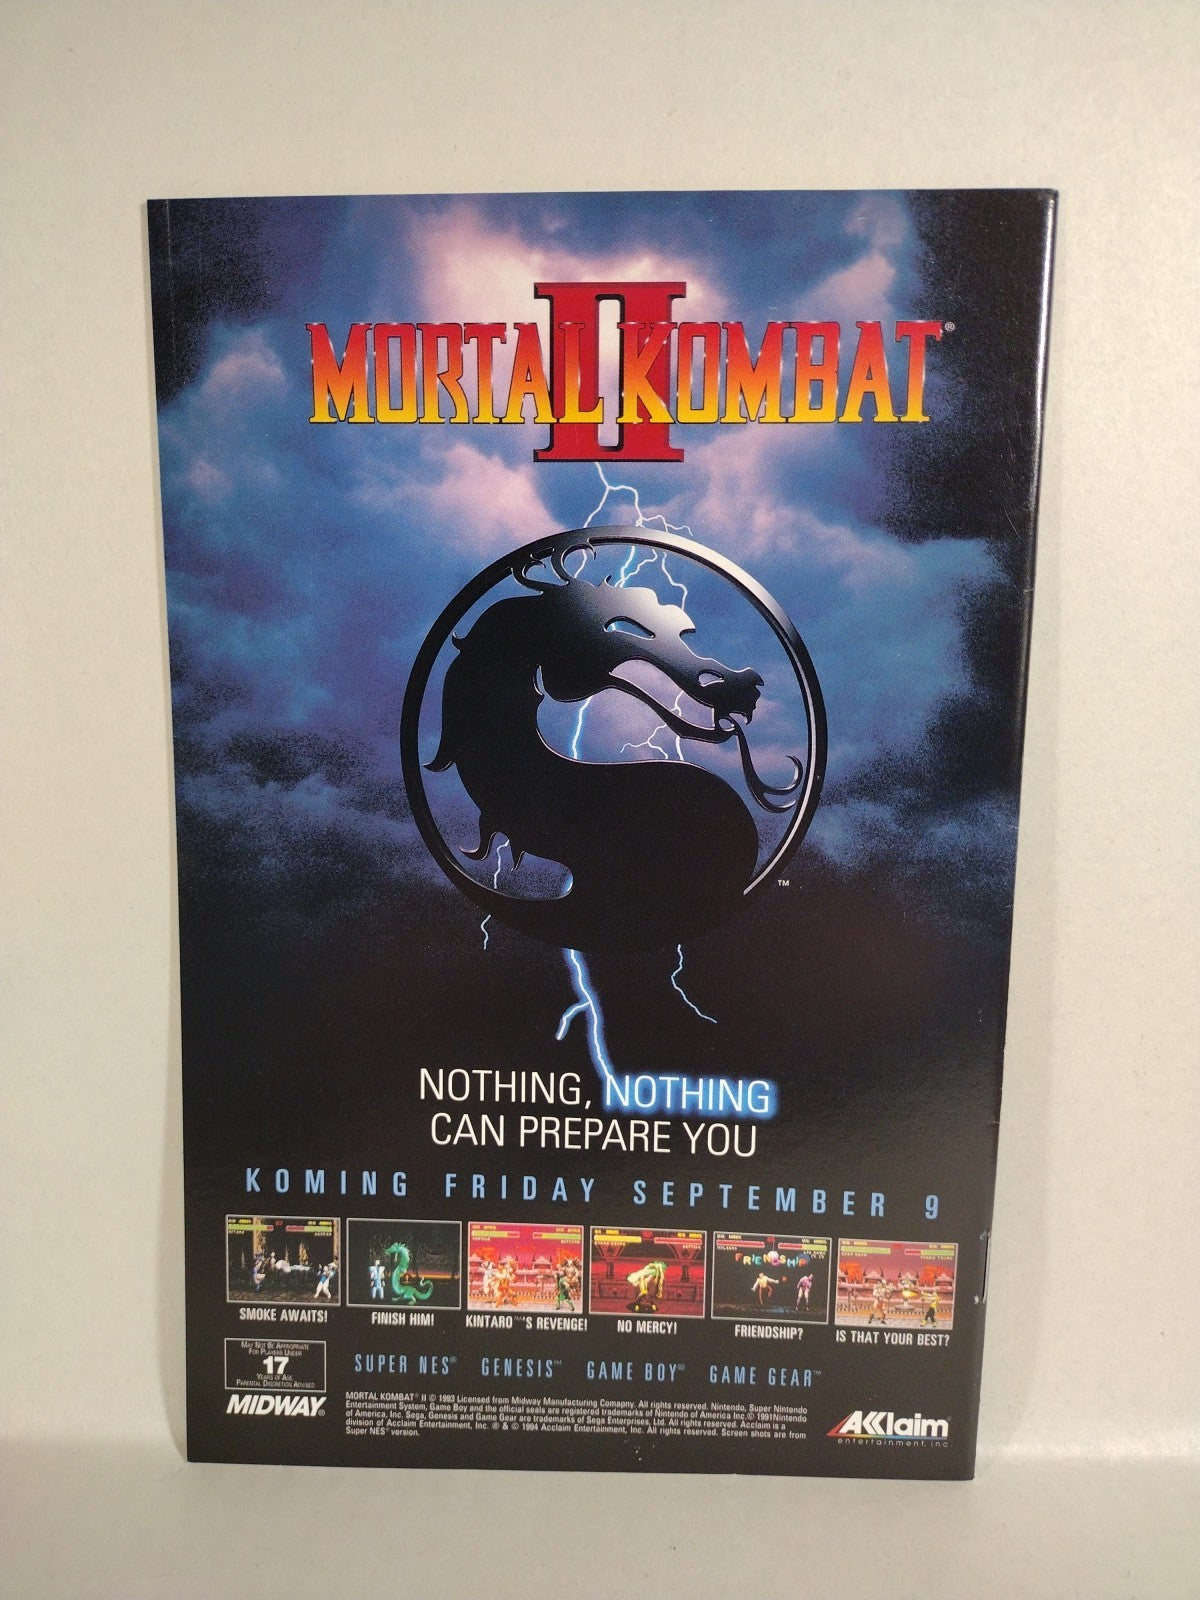 II
MORTAL KOMBAT®
TM
NOTHING, NOTHING
CAN PREPARE YOU
KOMING FRIDAY SEPTEMBER 9
FRIENDSHIP
SMOKE AWAITS!
FINISH HIM!
KINTARO™'S REVENGE!
NO MERCY!
FRIENDSHIP?
IS THAT YOUR BEST?
MAY NOT BE APPROPRIATE
FOR PLAYERS UNDER
17
YEARS OF AGE.
PARENTAL DISCRETION ADVISED
SUPER NES® GENESIS™ GAME BOY® GAME GEAR™
MIDWAY®
MORTAL KOMBAT® II © 1993 Licensed from Midway Manufacturing Comapny. All rights reserved. Nintendo, Super Nintendo
Entertainment System, Game Boy and the official seals are registered trademarks of Nintendo of America Inc. © 1991 Nintendo
of America, Inc. Sega, Genesis and Game Gear are trademarks of Sega Enterprises, Ltd. All rights reserved. Acclaim is a
division of Acclaim Entertainment, Inc. ® & © 1994 Acclaim Entertainment, Inc. All rights reserved. Screen shots are from
Super NES® version.
AKKlaim
entertainment, inc.